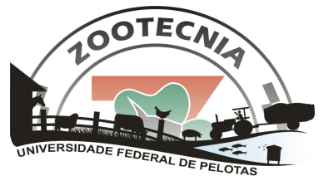 ZOOTECNIA
UNIVERSIDADE FEDERAL DE PELOTAS